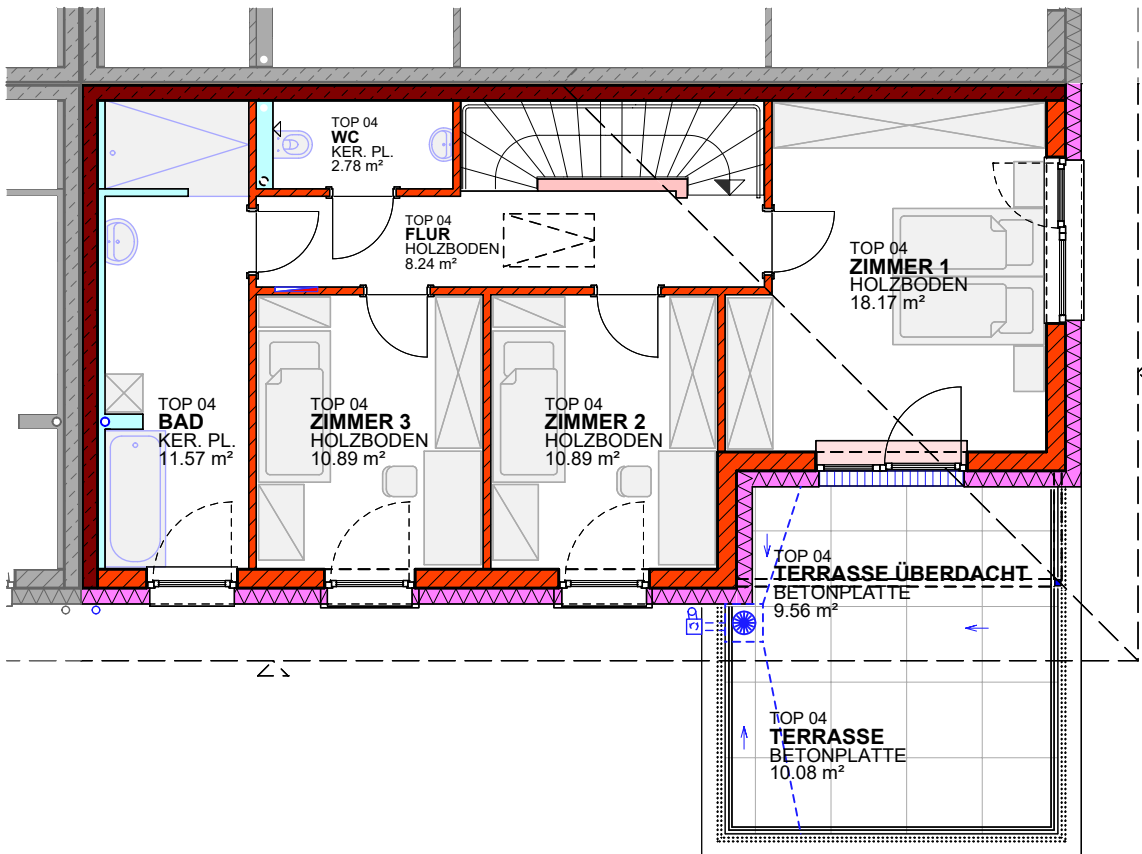 TOP 04
WC
KER. PL.
2.78 m²
TOP 04
FLUR
HOLZBODEN
8.24 m²
TOP 04
ZIMMER 1
HOLZBODEN
18.17 m²
TOP 04
BAD
KER. PL.
11.57 m²
TOP 04
ZIMMER 3
HOLZBODEN
10.89 m²
TOP 04
ZIMMER 2
HOLZBODEN
10.89 m²
TOP 04
TERRASSE ÜBERDACHT
BETONPLATTE
9.56 m²
TOP 04
TERRASSE
BETONPLATTE
10.08 m²